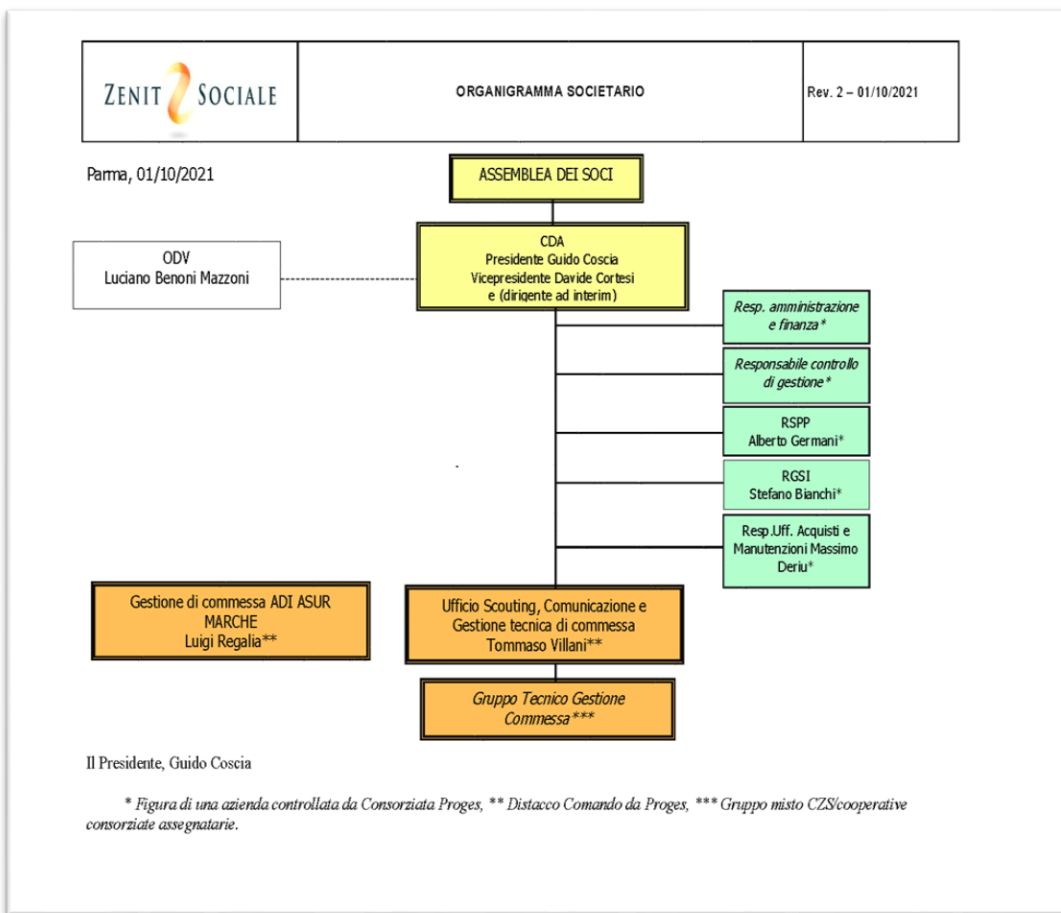 ZENIT SOCIALE
ORGANIGRAMMA SOCIETARIO
Rev. 2 – 01/10/2021
Parma, 01/10/2021
ASSEMBLEA DEI SOCI
ODV
Luciano Benoni Mazzoni
CDA
Presidente Guido Coscia
Vicepresidente Davide Cortesi
e (dirigente ad interim)
Resp. amministrazione
e finanza*
Responsabile controllo
di gestione*
RSPP
Alberto Germani*
RGSI
Stefano Bianchi*
Resp.Uff. Acquisti e
Manutenzioni Massimo
Deriu*
Gestione di commessa ADI ASUR
MARCHE
Luigi Regalia**
Ufficio Scouting, Comunicazione e
Gestione tecnica di commessa
Tommaso Villani**
Gruppo Tecnico Gestione
Commessa***
Il Presidente, Guido Coscia
* Figura di una azienda controllata da Consorziata Proges, ** Distacco Comando da Proges, *** Gruppo misto CZS/cooperative
consorziate assegnatarie.